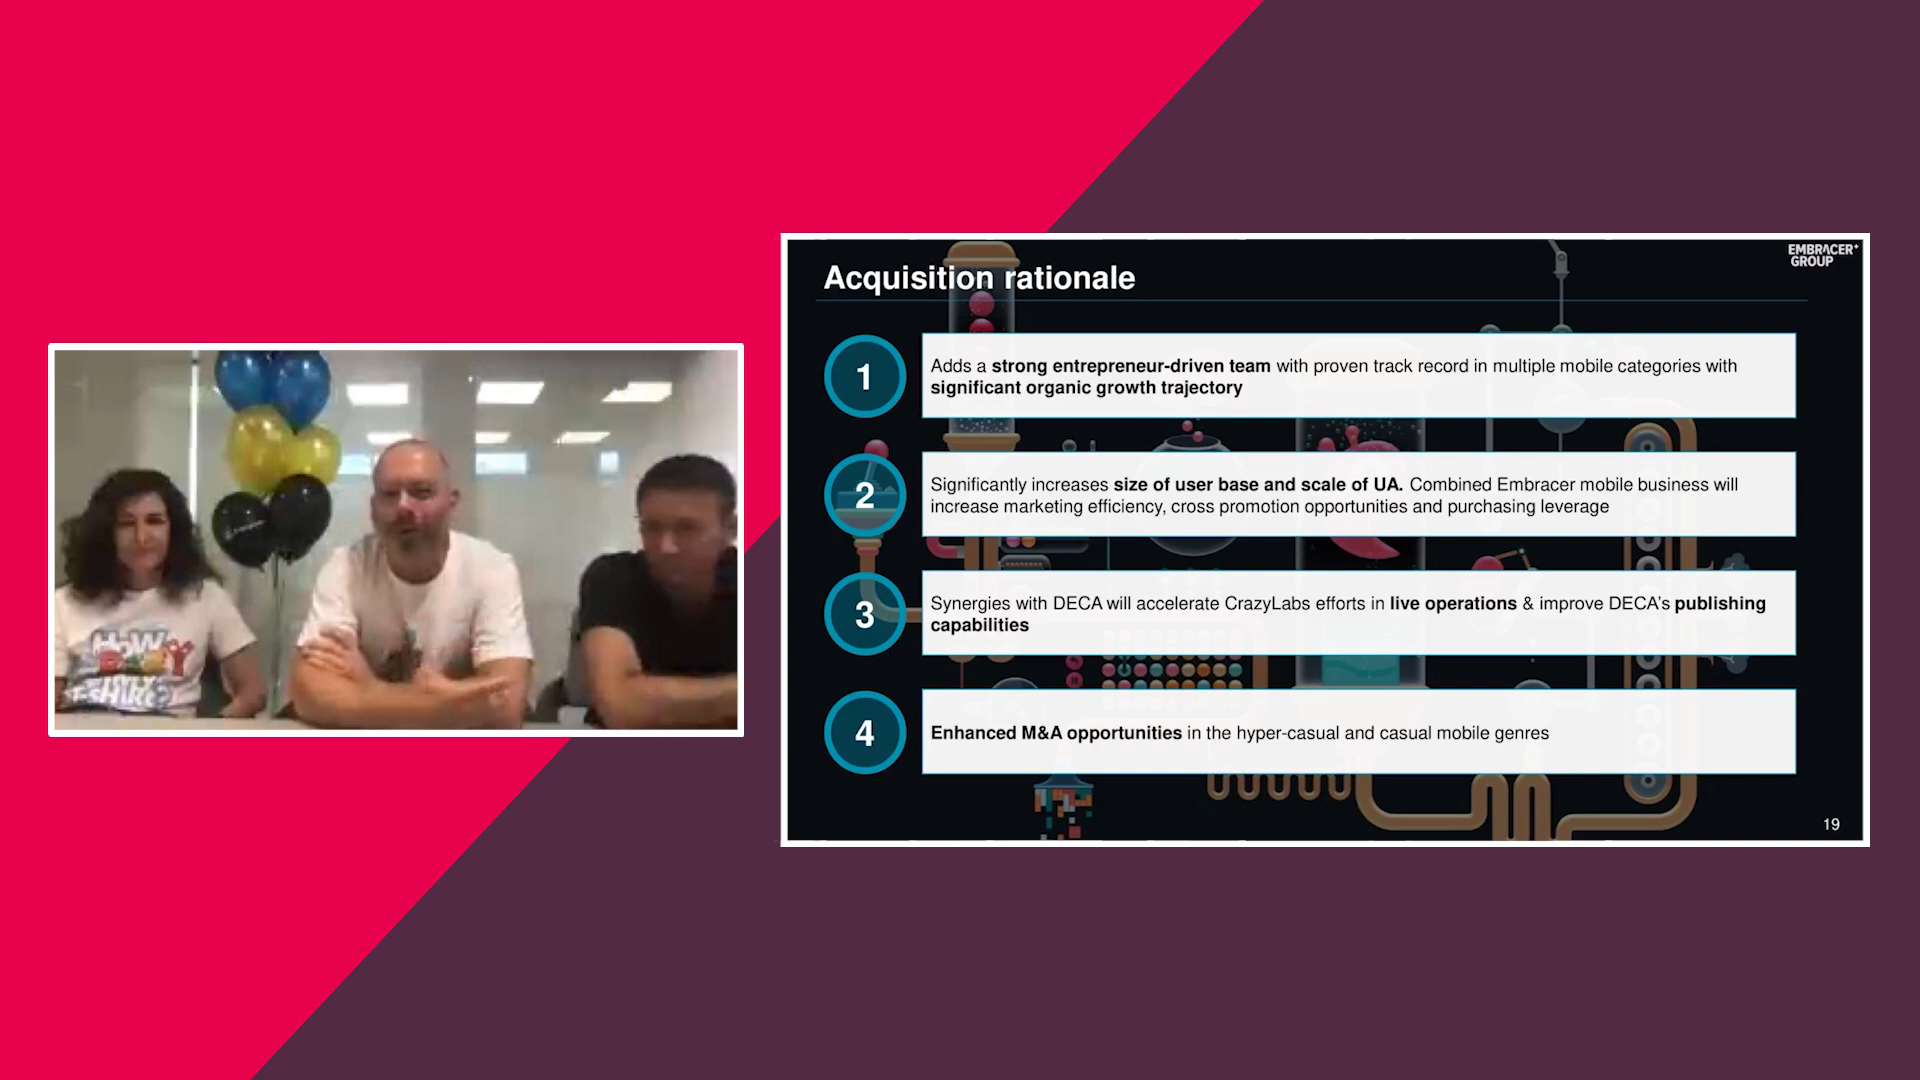 HOW
T-SHIRT?
EMBRACER+
GROUP
Acquisition rationale
1
Adds a strong entrepreneur-driven team with proven track record in multiple mobile categories with
significant organic growth trajectory
2
Significantly increases size of user base and scale of UA. Combined Embracer mobile business will
increase marketing efficiency, cross promotion opportunities and purchasing leverage
3
Synergies with DECA will accelerate CrazyLabs efforts in live operations & improve DECA's publishing
capabilities
4
Enhanced M&A opportunities in the hyper-casual and casual mobile genres
19